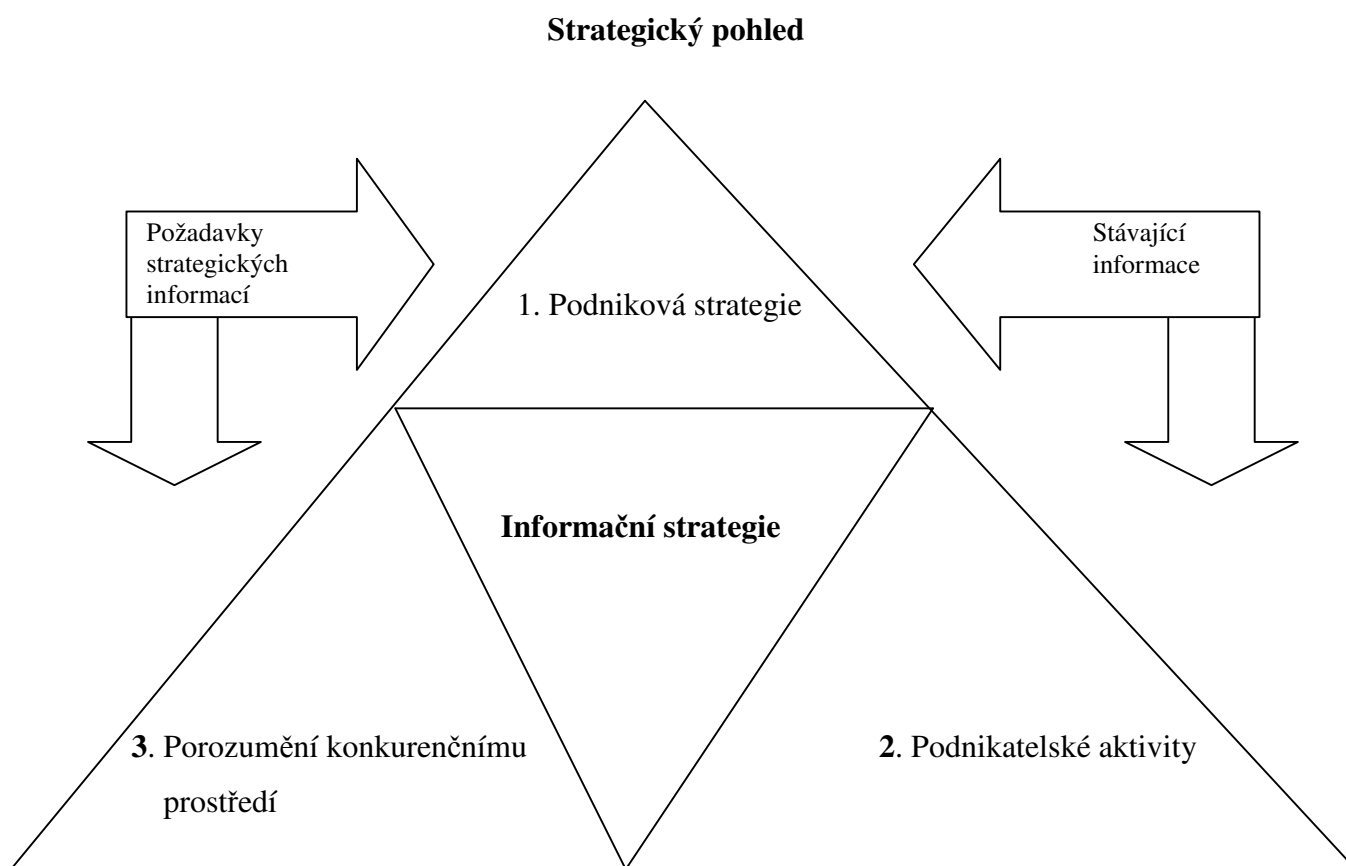 Strategický pohled
Požadavky
strategických
informací
Stávající
informace
1. Podniková strategie
Informační strategie
3. Porozumění konkurenčnímu
prostředí
2. Podnikatelské aktivity